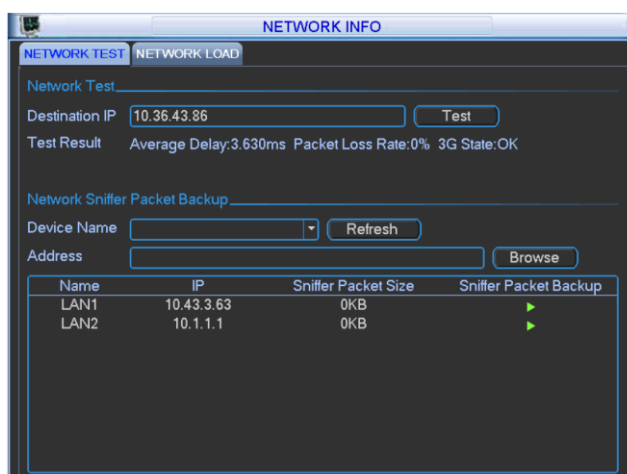 NETWORK INFO
NETWORK TEST NETWORK LOAD
Network Test
Destination IP 10.36.43.86 Test
Test Result Average Delay:3.630ms Packet Loss Rate:0% 3G State:OK
Network Sniffer Packet Backup
Device Name Refresh
Address Browse
Name IP Sniffer Packet Size Sniffer Packet Backup
LAN1 10.43.3.63 0KB
LAN2 10.1.1.1 0KB